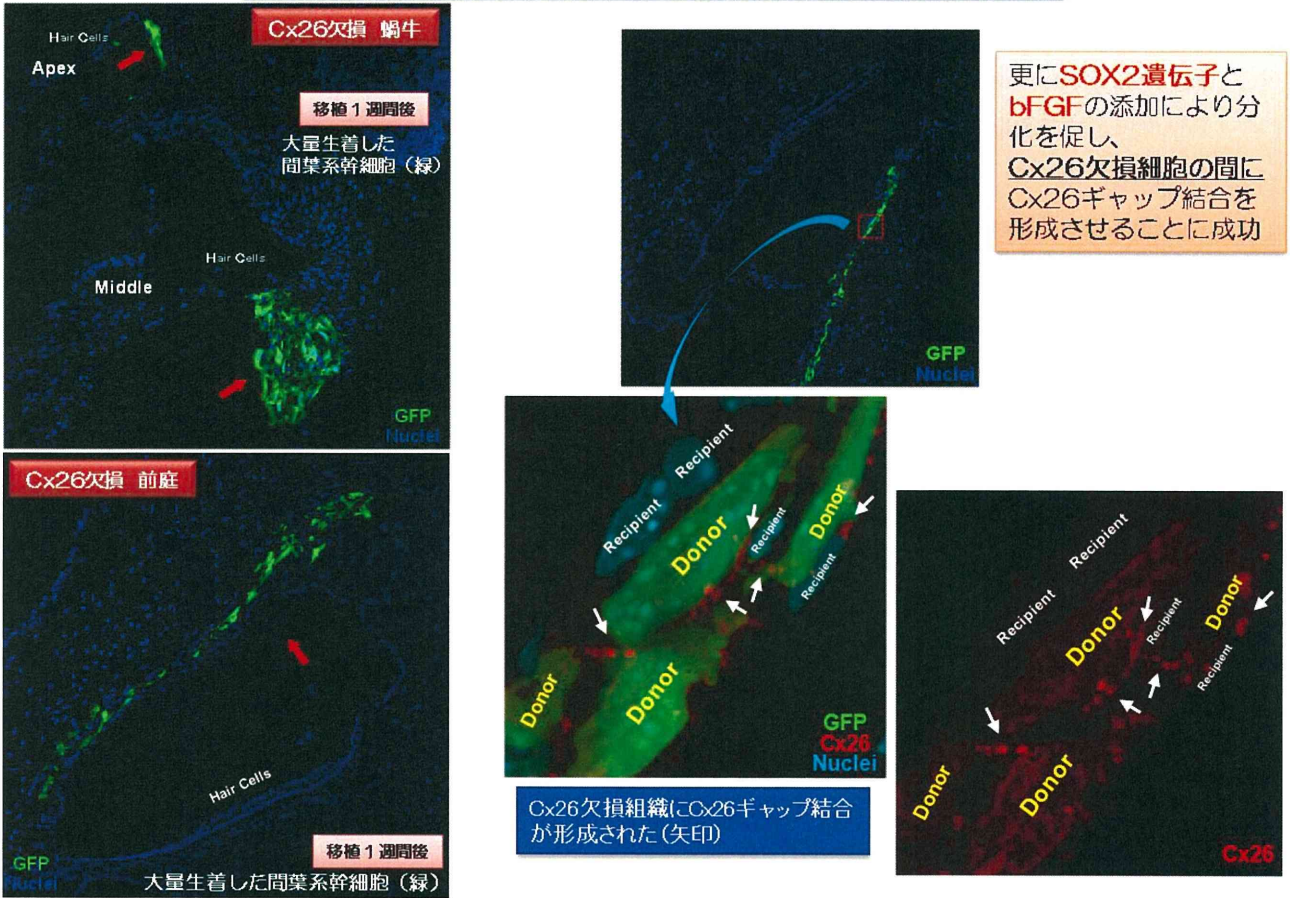 Cx26欠損 蝸牛
Hair Cells
Apex
移植1週間後
大量生着した
間葉系幹細胞（緑）
Hair Cells
Middle
GFP
Nuclei
Cx26欠損 前庭
Hair Cells
GFP
Nuclei
移植1週間後
大量生着した間葉系幹細胞（緑）
GFP
Nuclei
更にSOX2遺伝子と
bFGFの添加により分
化を促し、
Cx26欠損細胞の間に
Cx26ギャップ結合を
形成させることに成功
Recipient
Recipient
Donor
Recipient
Donor
Recipient
Donor
Donor
GFP
Cx26
Nuclei
Cx26欠損組織にCx26ギャップ結合
が形成された（矢印）
Recipient
Recipient
Donor
Recipient
Donor
Recipient
Donor
Donor
Cx26